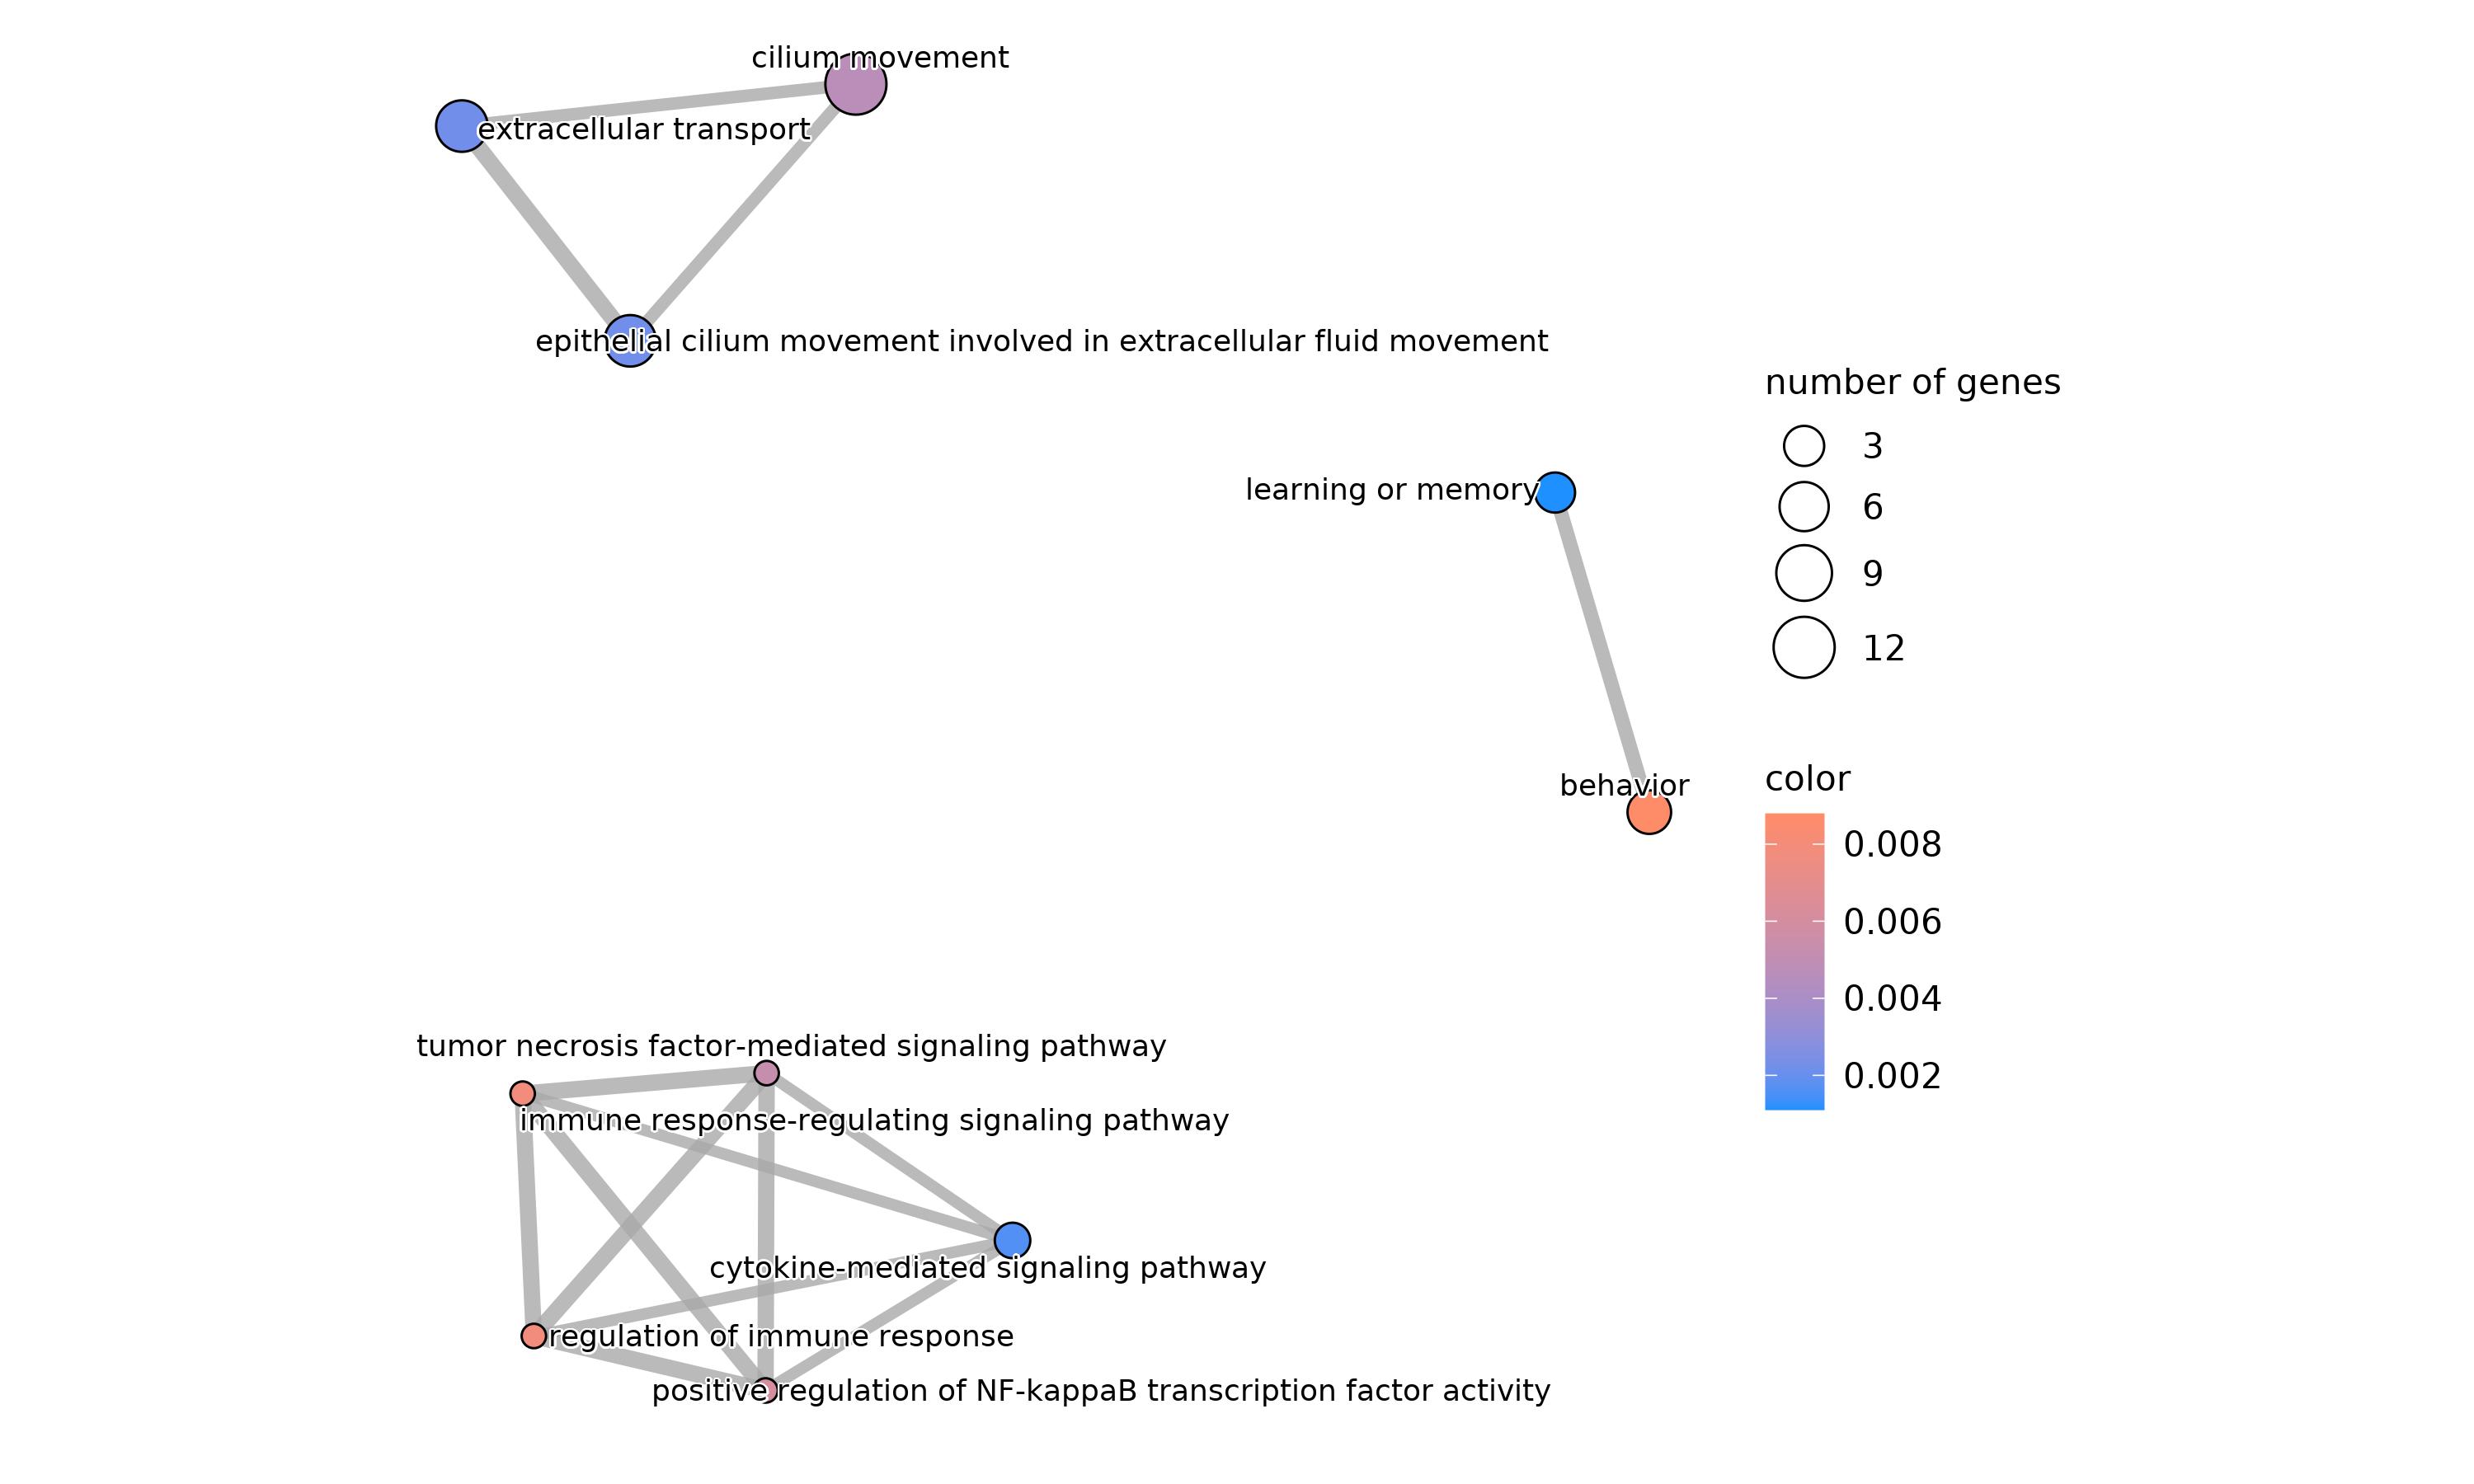 cilium movement
extracellular transport
epithelial cilium movement involved in extracellular fluid movement
learning or memory
behavior
tumor necrosis factor-mediated signaling pathway
immune response-regulating signaling pathway
cytokine-mediated signaling pathway
regulation of immune response
positive regulation of NF-kappaB transcription factor activity
number of genes
3
6
9
12
color
0.008
0.006
0.004
0.002